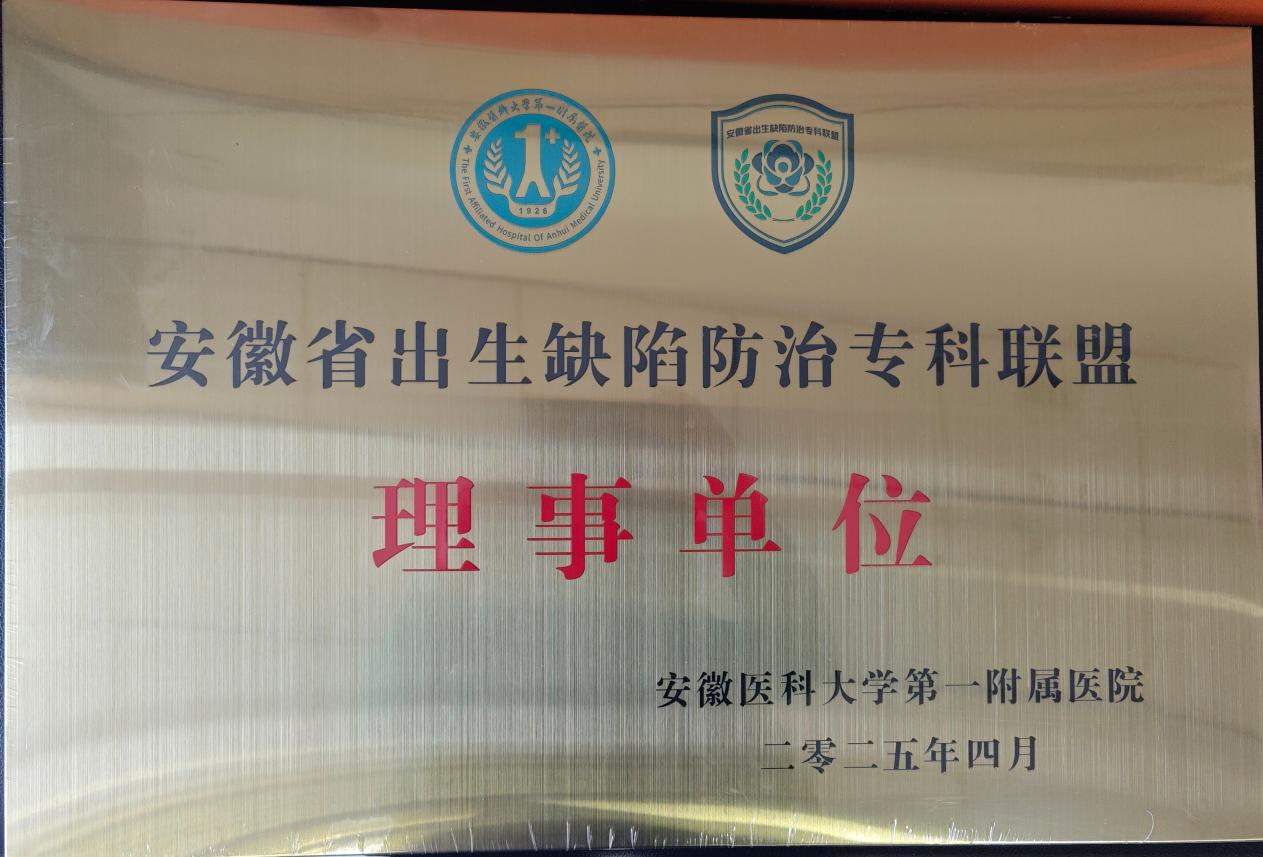 安徽医科大学第一附属医院
1926
The First Affiliated Hospital Of Anhui Medical University
安徽省出生缺陷防治专科联盟
安徽省出生缺陷防治专科联盟
理事单位
安徽医科大学第一附属医院
二零二五年四月